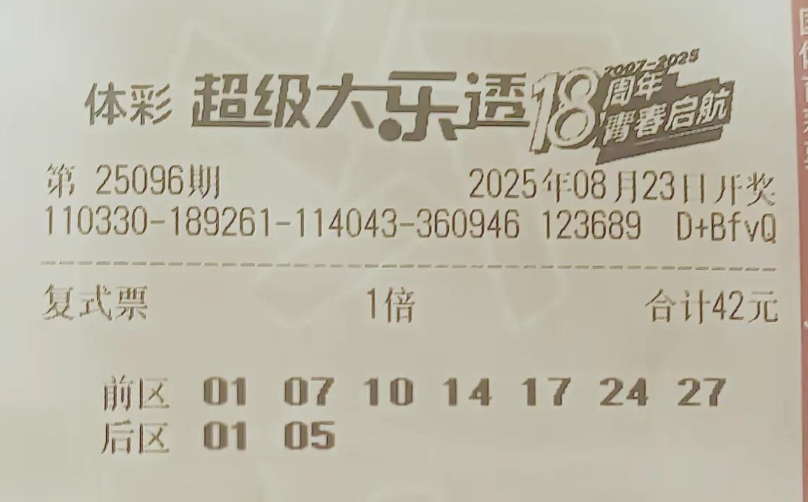 体彩 超级大乐透 18 2007-2025 周年 青春启航
第 25096期 2025年08月23日开奖
110330-189261-114043-360946 123689 D+BfvQ
复式票 1倍 合计42元
前区 01 07 10 14 17 24 27
后区 01 05